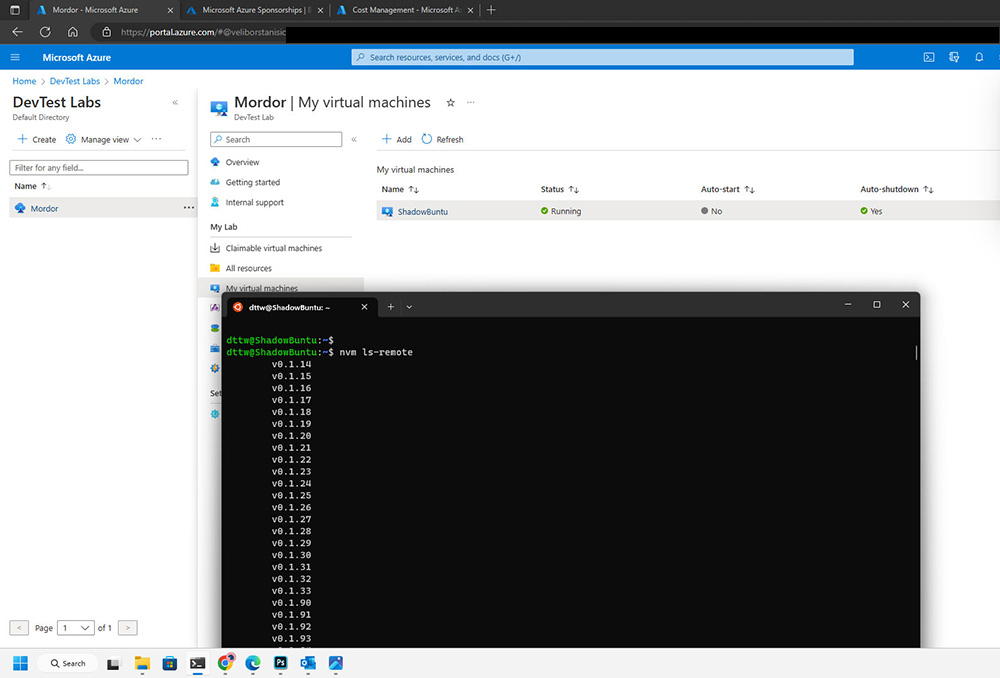 Mordor - Microsoft Azure
Microsoft Azure Sponsorships |
Cost Management - Microsoft A
https://portal.azure.com/#@veliborstanisic
Microsoft Azure
Search resources, services, and docs (G+/)
Home > DevTest Labs > Mordor
DevTest Labs
Default Directory
Create Manage view
Filter for any field...
Name
Mordor
Page 1 of 1
Mordor | My virtual machines
DevTest Lab
Search
Overview
Getting started
Internal support
My Lab
Claimable virtual machines
All resources
My virtual machines
Set
Add Refresh
My virtual machines
Name Status Auto-start Auto-shutdown
ShadowBuntu Running No Yes
dttw@ShadowBuntu: ~
dttw@ShadowBuntu:~$
dttw@ShadowBuntu:~$ nvm ls-remote
v0.1.14
v0.1.15
v0.1.16
v0.1.17
v0.1.18
v0.1.19
v0.1.20
v0.1.21
v0.1.22
v0.1.23
v0.1.24
v0.1.25
v0.1.26
v0.1.27
v0.1.28
v0.1.29
v0.1.30
v0.1.31
v0.1.32
v0.1.33
v0.1.90
v0.1.91
v0.1.92
v0.1.93
Search
Ps